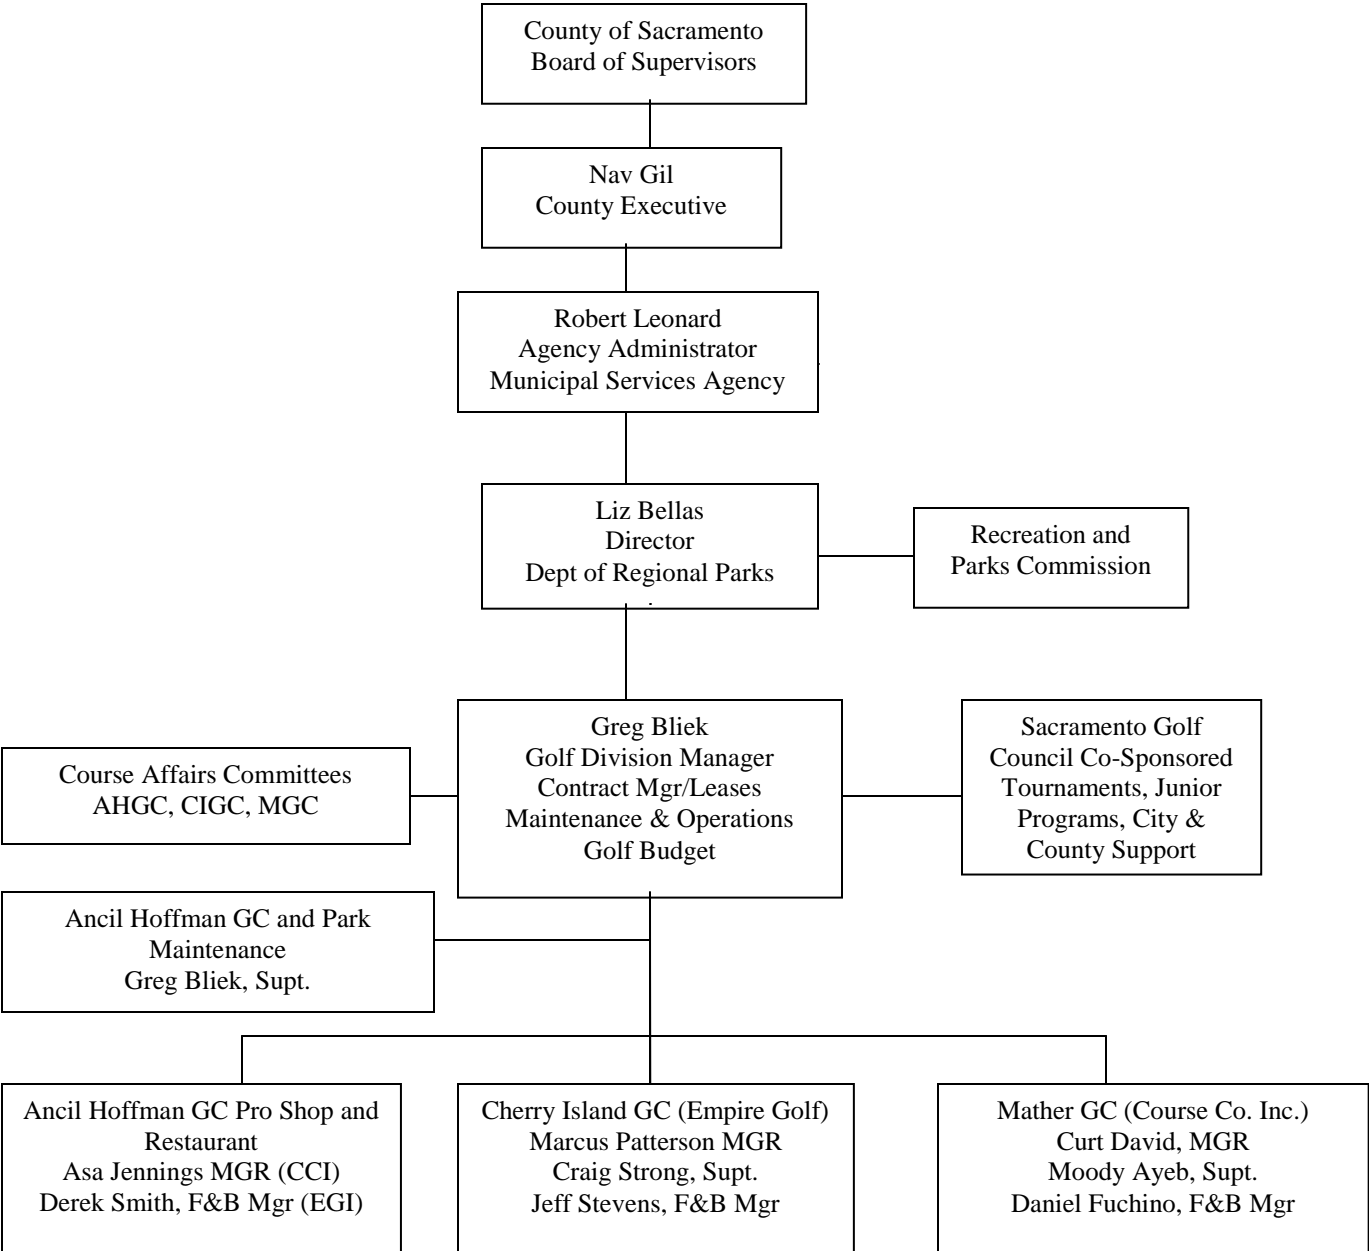 County of Sacramento
Board of Supervisors
Nav Gil
County Executive
Robert Leonard
Agency Administrator
Municipal Services Agency
Liz Bellas
Director
Dept of Regional Parks
Recreation and
Parks Commission
Greg Bliek
Golf Division Manager
Contract Mgr/Leases
Maintenance & Operations
Golf Budget
Sacramento Golf
Council Co-Sponsored
Tournaments, Junior
Programs, City &
County Support
Course Affairs Committees
AHGC, CIGC, MGC
Ancil Hoffman GC and Park
Maintenance
Greg Bliek, Supt.
Ancil Hoffman GC Pro Shop and
Restaurant
Asa Jennings MGR (CCI)
Derek Smith, F&B Mgr (EGI)
Cherry Island GC (Empire Golf)
Marcus Patterson MGR
Craig Strong, Supt.
Jeff Stevens, F&B Mgr
Mather GC (Course Co. Inc.)
Curt David, MGR
Moody Ayeb, Supt.
Daniel Fuchino, F&B Mgr